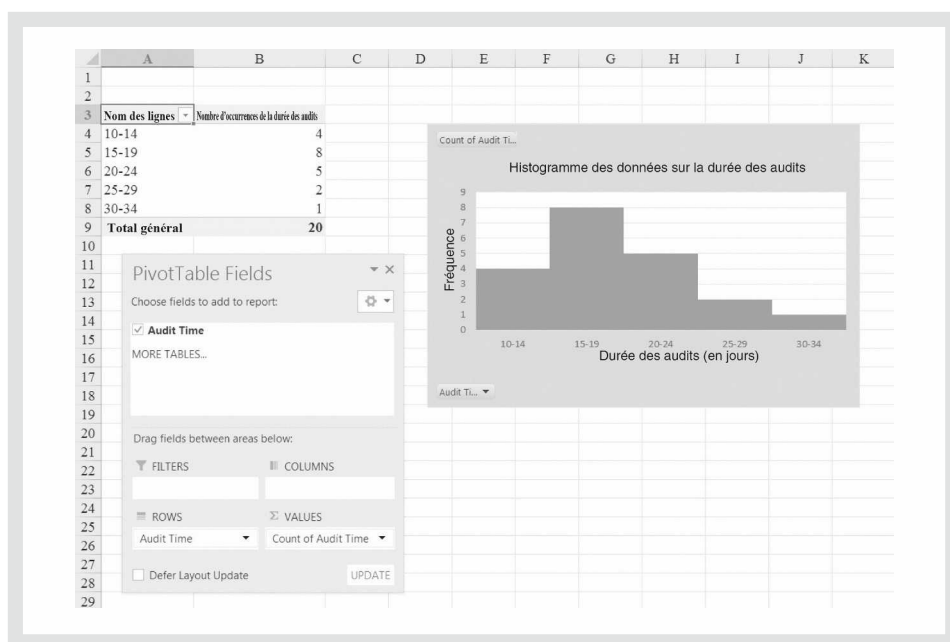 A B C D E F G H I J K
1
2
3 Nom des lignes Nombre d'occurrences de la durée des audits
4 10-14 4
5 15-19 8
6 20-24 5
7 25-29 2
8 30-34 1
9 Total général 20
10
11
12
13
14
15
16
17
18
19
20
21
22
23
24
25
26
27
28
29
PivotTable Fields
Choose fields to add to report:
Audit Time
MORE TABLES...
Drag fields between areas below:
FILTERS COLUMNS
ROWS Σ VALUES
Audit Time Count of Audit Time
Defer Layout Update UPDATE
Count of Audit Ti...
Histogramme des données sur la durée des audits
Fréquence
9
8
7
6
5
4
3
2
1
0
10-14 15-19 20-24 25-29 30-34
Durée des audits (en jours)
Audit Ti...